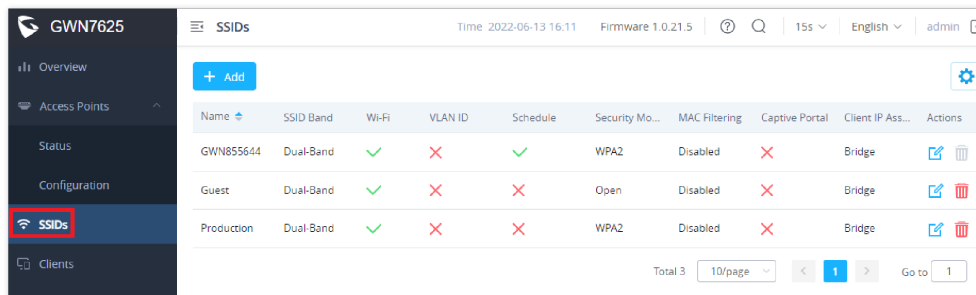 GWN7625
SSIDs
Time 2022-06-13 16:11
Firmware 1.0.21.5
15s
English
admin
Overview
Access Points
Status
Configuration
SSIDs
Clients
+ Add
Name SSID Band Wi-Fi VLAN ID Schedule Security Mo... MAC Filtering Captive Portal Client IP Ass... Actions
GWN855644 Dual-Band WPA2 Disabled Bridge
Guest Dual-Band Open Disabled Bridge
Production Dual-Band WPA2 Disabled Bridge
Total 3 10/page < 1 > Go to 1